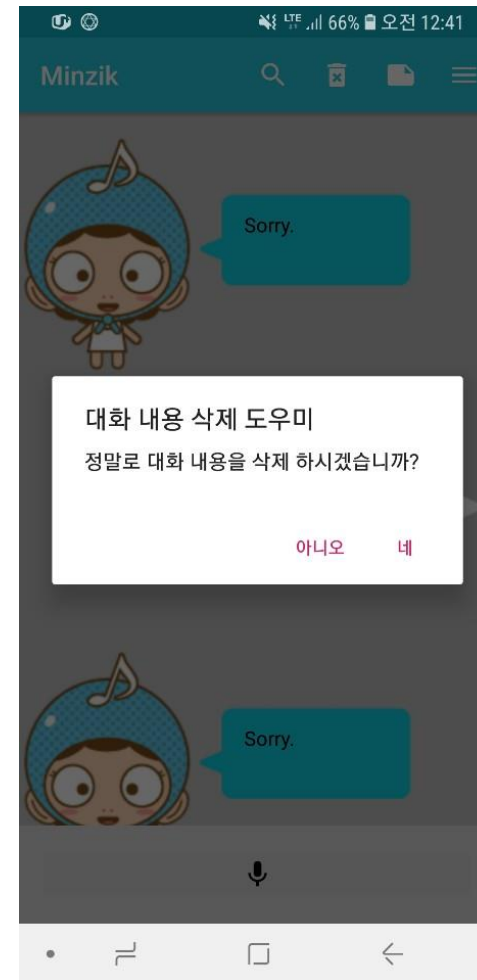 LTE 66% 오전 12:41
Minzik
Sorry.
대화 내용 삭제 도우미
정말로 대화 내용을 삭제 하시겠습니까?
아니오 네
Sorry.